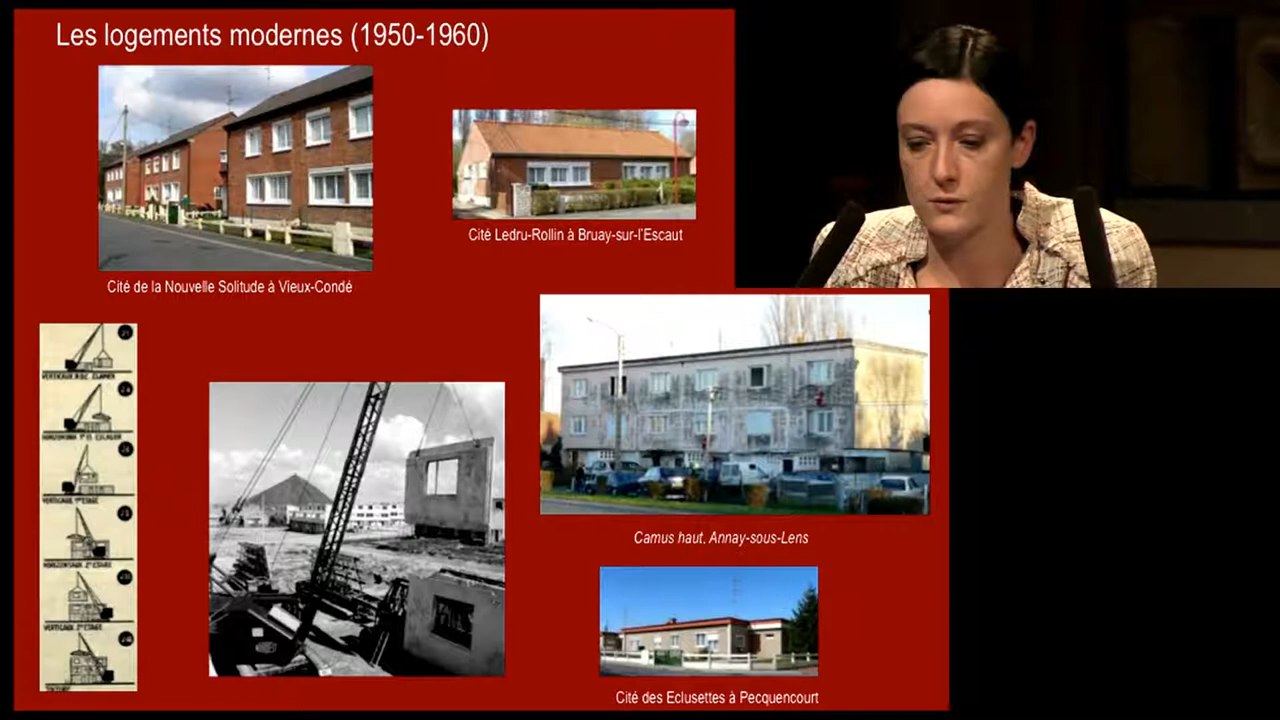 Les logements modernes (1950-1960)
Cité Ledru-Rollin à Bruay-sur-l'Escaut
Cité de la Nouvelle Solitude à Vieux-Condé
Camus haut, Annay-sous-Lens
Cité des Eclusettes à Pecquencourt